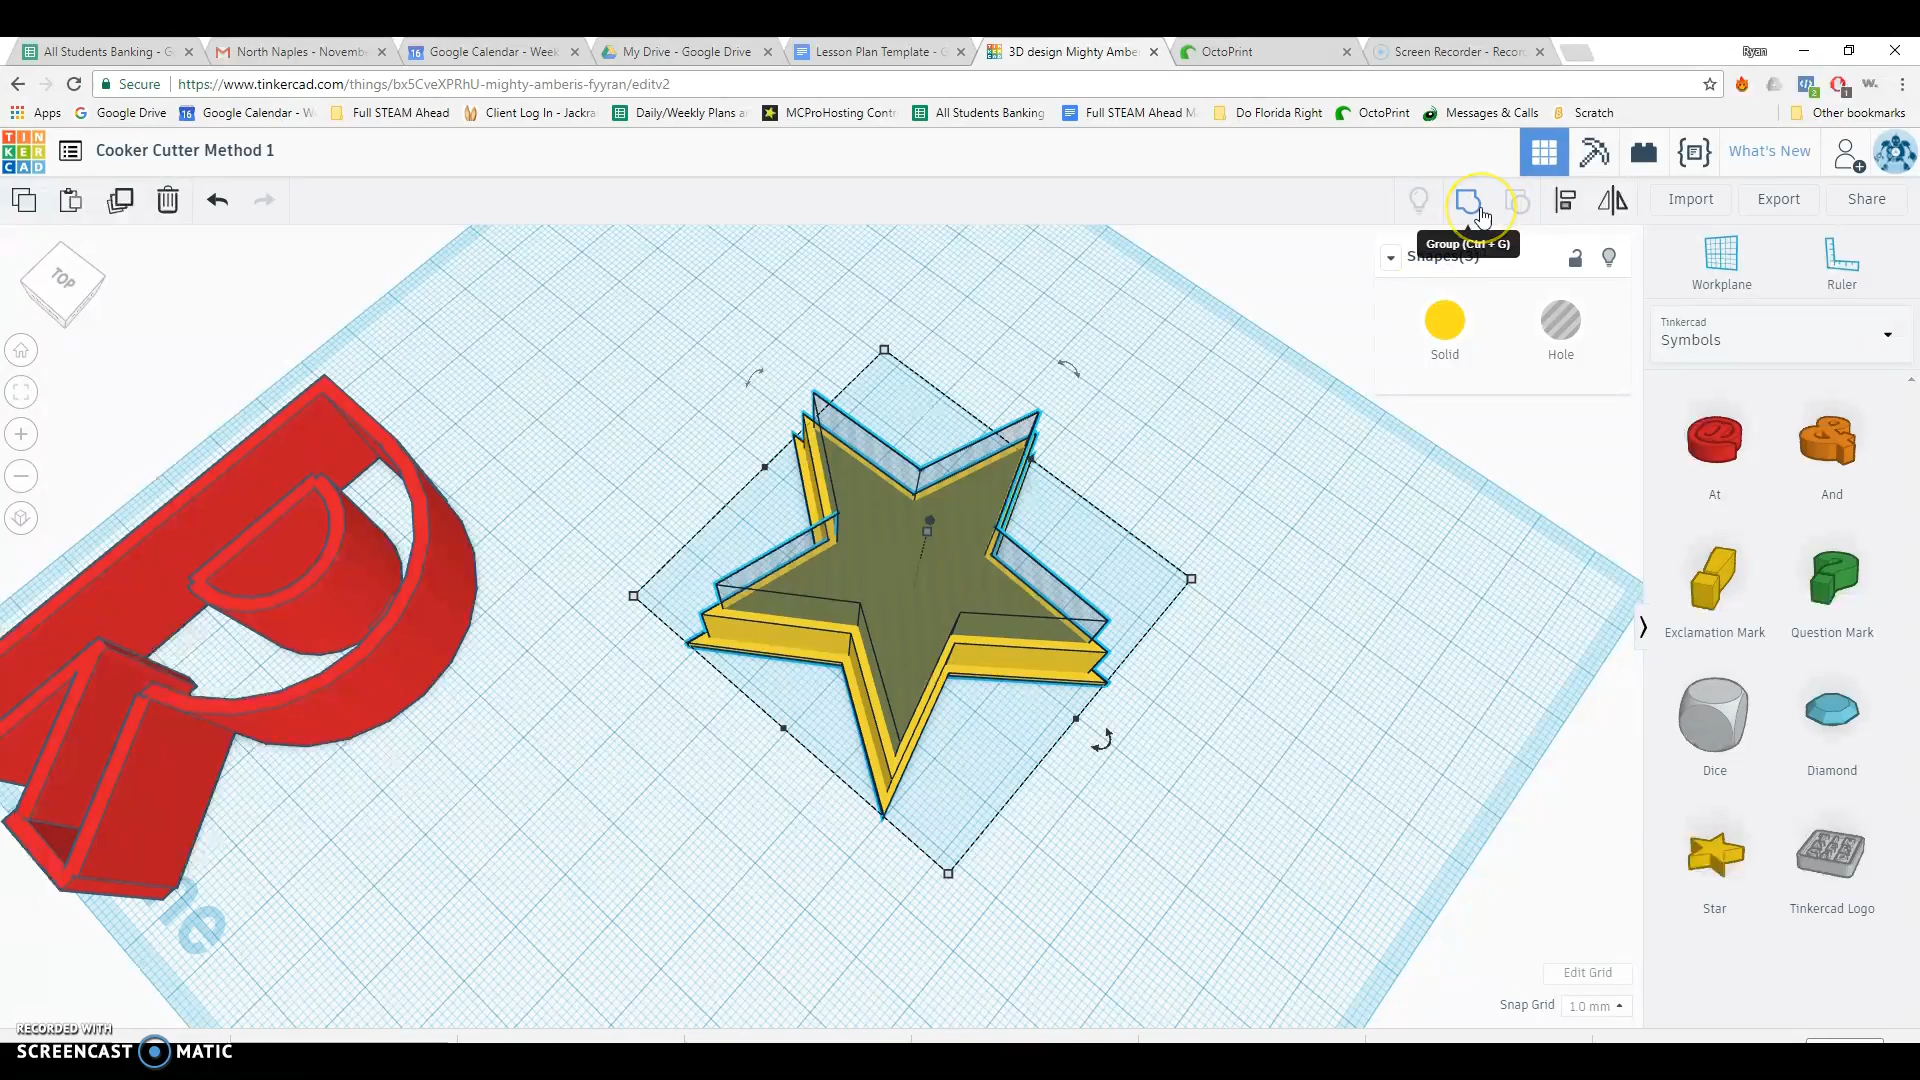 All Students Banking - G
North Naples - Novemb
Google Calendar - Week
My Drive - Google Drive
Lesson Plan Template - G
3D design Mighty Ambe
OctoPrint
Screen Recorder - Recor
Ryan
Secure
https://www.tinkercad.com/things/bx5CveXPRhU-mighty-amberis-fyyran/editv2
Apps
Google Drive
Google Calendar - W
Full STEAM Ahead
Client Log In - Jackra
Daily/Weekly Plans a
MCProHosting Contr
All Students Banking
Full STEAM Ahead M
Do Florida Right
OctoPrint
Messages & Calls
Scratch
Other bookmarks
TIN
KER
CAD
Cooker Cutter Method 1
What's New
Import
Export
Share
Group (Ctrl + G)
Shapes(3)
Solid
Hole
TOP
Workplane
Ruler
Tinkercad
Symbols
At
And
Exclamation Mark
Question Mark
Dice
Diamond
Star
Tinkercad Logo
Edit Grid
Snap Grid
1.0 mm
RECORDED WITH
SCREENCAST MATIC